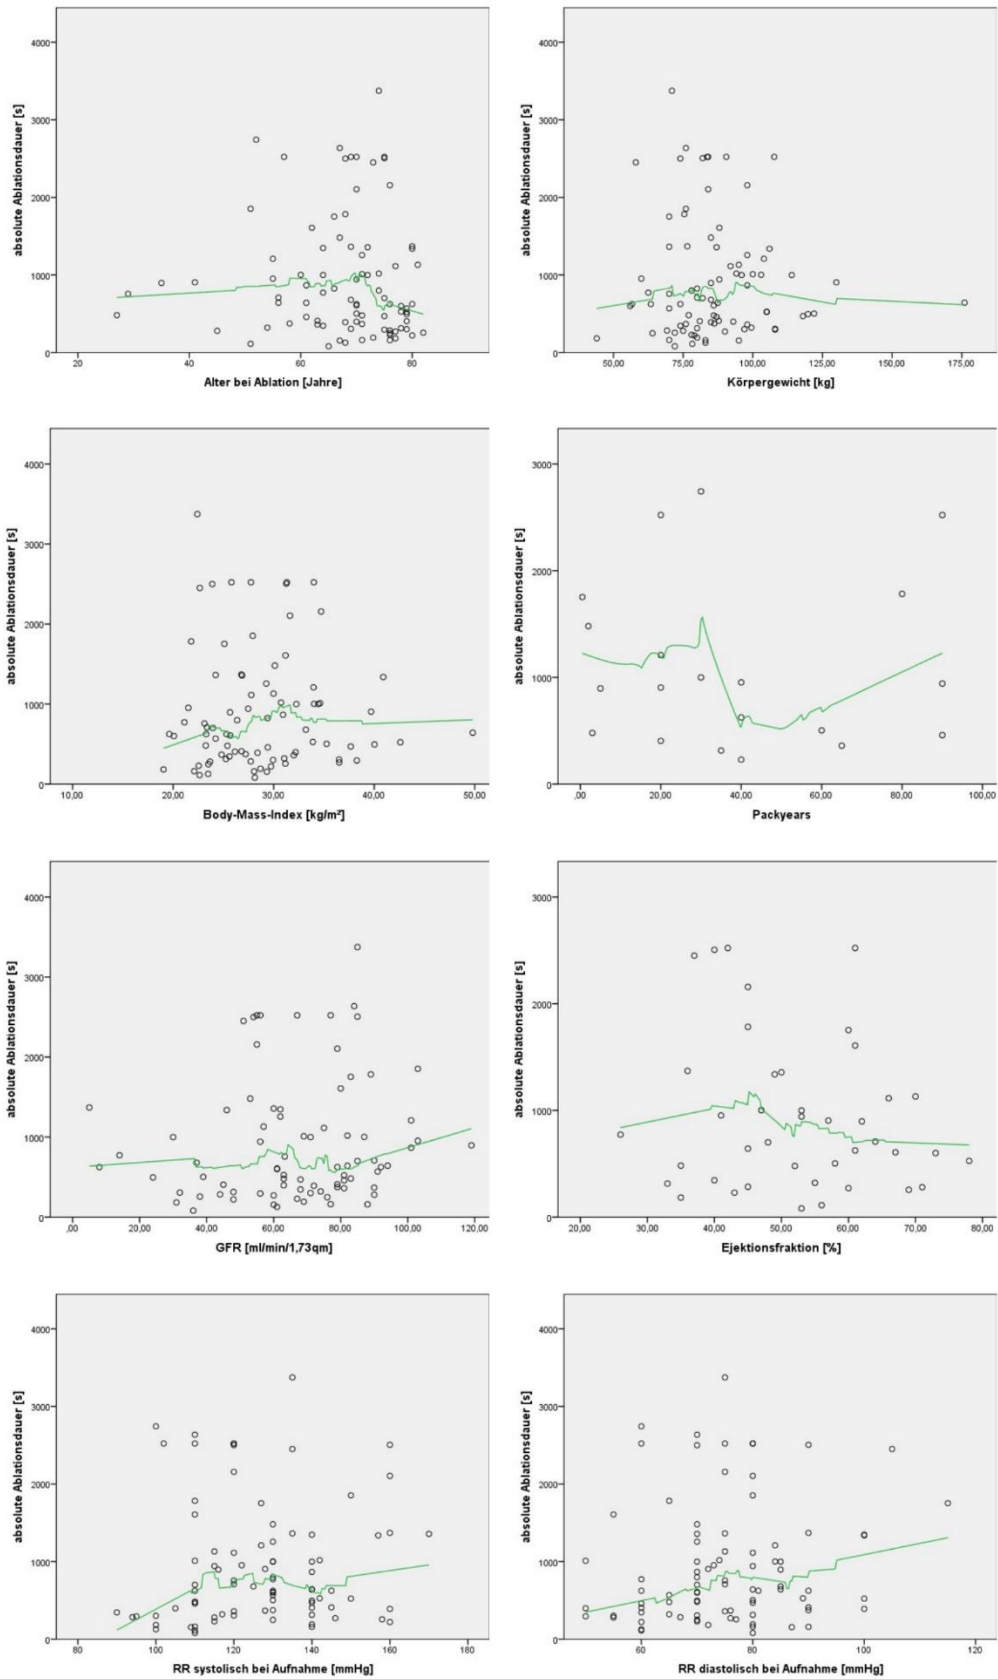 absolute Ablationsdauer [s]
4000
3000
2000
1000
0
20 40 60 80
Alter bei Ablation [Jahre]
absolute Ablationsdauer [s]
4000
3000
2000
1000
0
50,00 75,00 100,00 125,00 150,00 175,00
Körpergewicht [kg]
absolute Ablationsdauer [s]
4000
3000
2000
1000
0
10,00 20,00 30,00 40,00 50,00
Body-Mass-Index [kg/m²]
absolute Ablationsdauer [s]
3000
2000
1000
0
,00 20,00 40,00 60,00 80,00 100,00
Packyears
absolute Ablationsdauer [s]
4000
3000
2000
1000
0
,00 20,00 40,00 60,00 80,00 100,00 120,00
GFR [ml/min/1,73qm]
absolute Ablationsdauer [s]
3000
2000
1000
0
20,00 30,00 40,00 50,00 60,00 70,00 80,00
Ejektionsfraktion [%]
absolute Ablationsdauer [s]
4000
3000
2000
1000
0
80 100 120 140 160 180
RR systolisch bei Aufnahme [mmHg]
absolute Ablationsdauer [s]
4000
3000
2000
1000
0
60 80 100 120
RR diastolisch bei Aufnahme [mmHg]